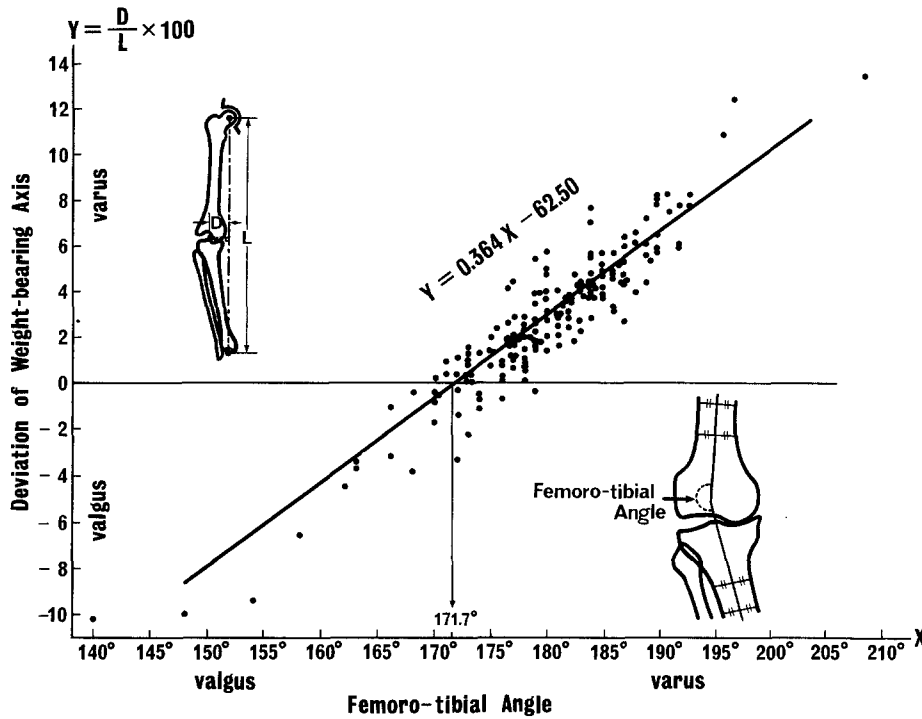 Y = D/L × 100
14
12
10
8
6
4
2
0
- 2
- 4
- 6
- 8
-10
Deviation of Weight-bearing Axis
varus
valgus
D
L
Y = 0.364 X - 62.50
Femoro-tibial
Angle
171.7°
X
140° 145° 150° 155° 160° 165° 170° 175° 180° 185° 190° 195° 200° 205° 210°
valgus varus
Femoro-tibial Angle